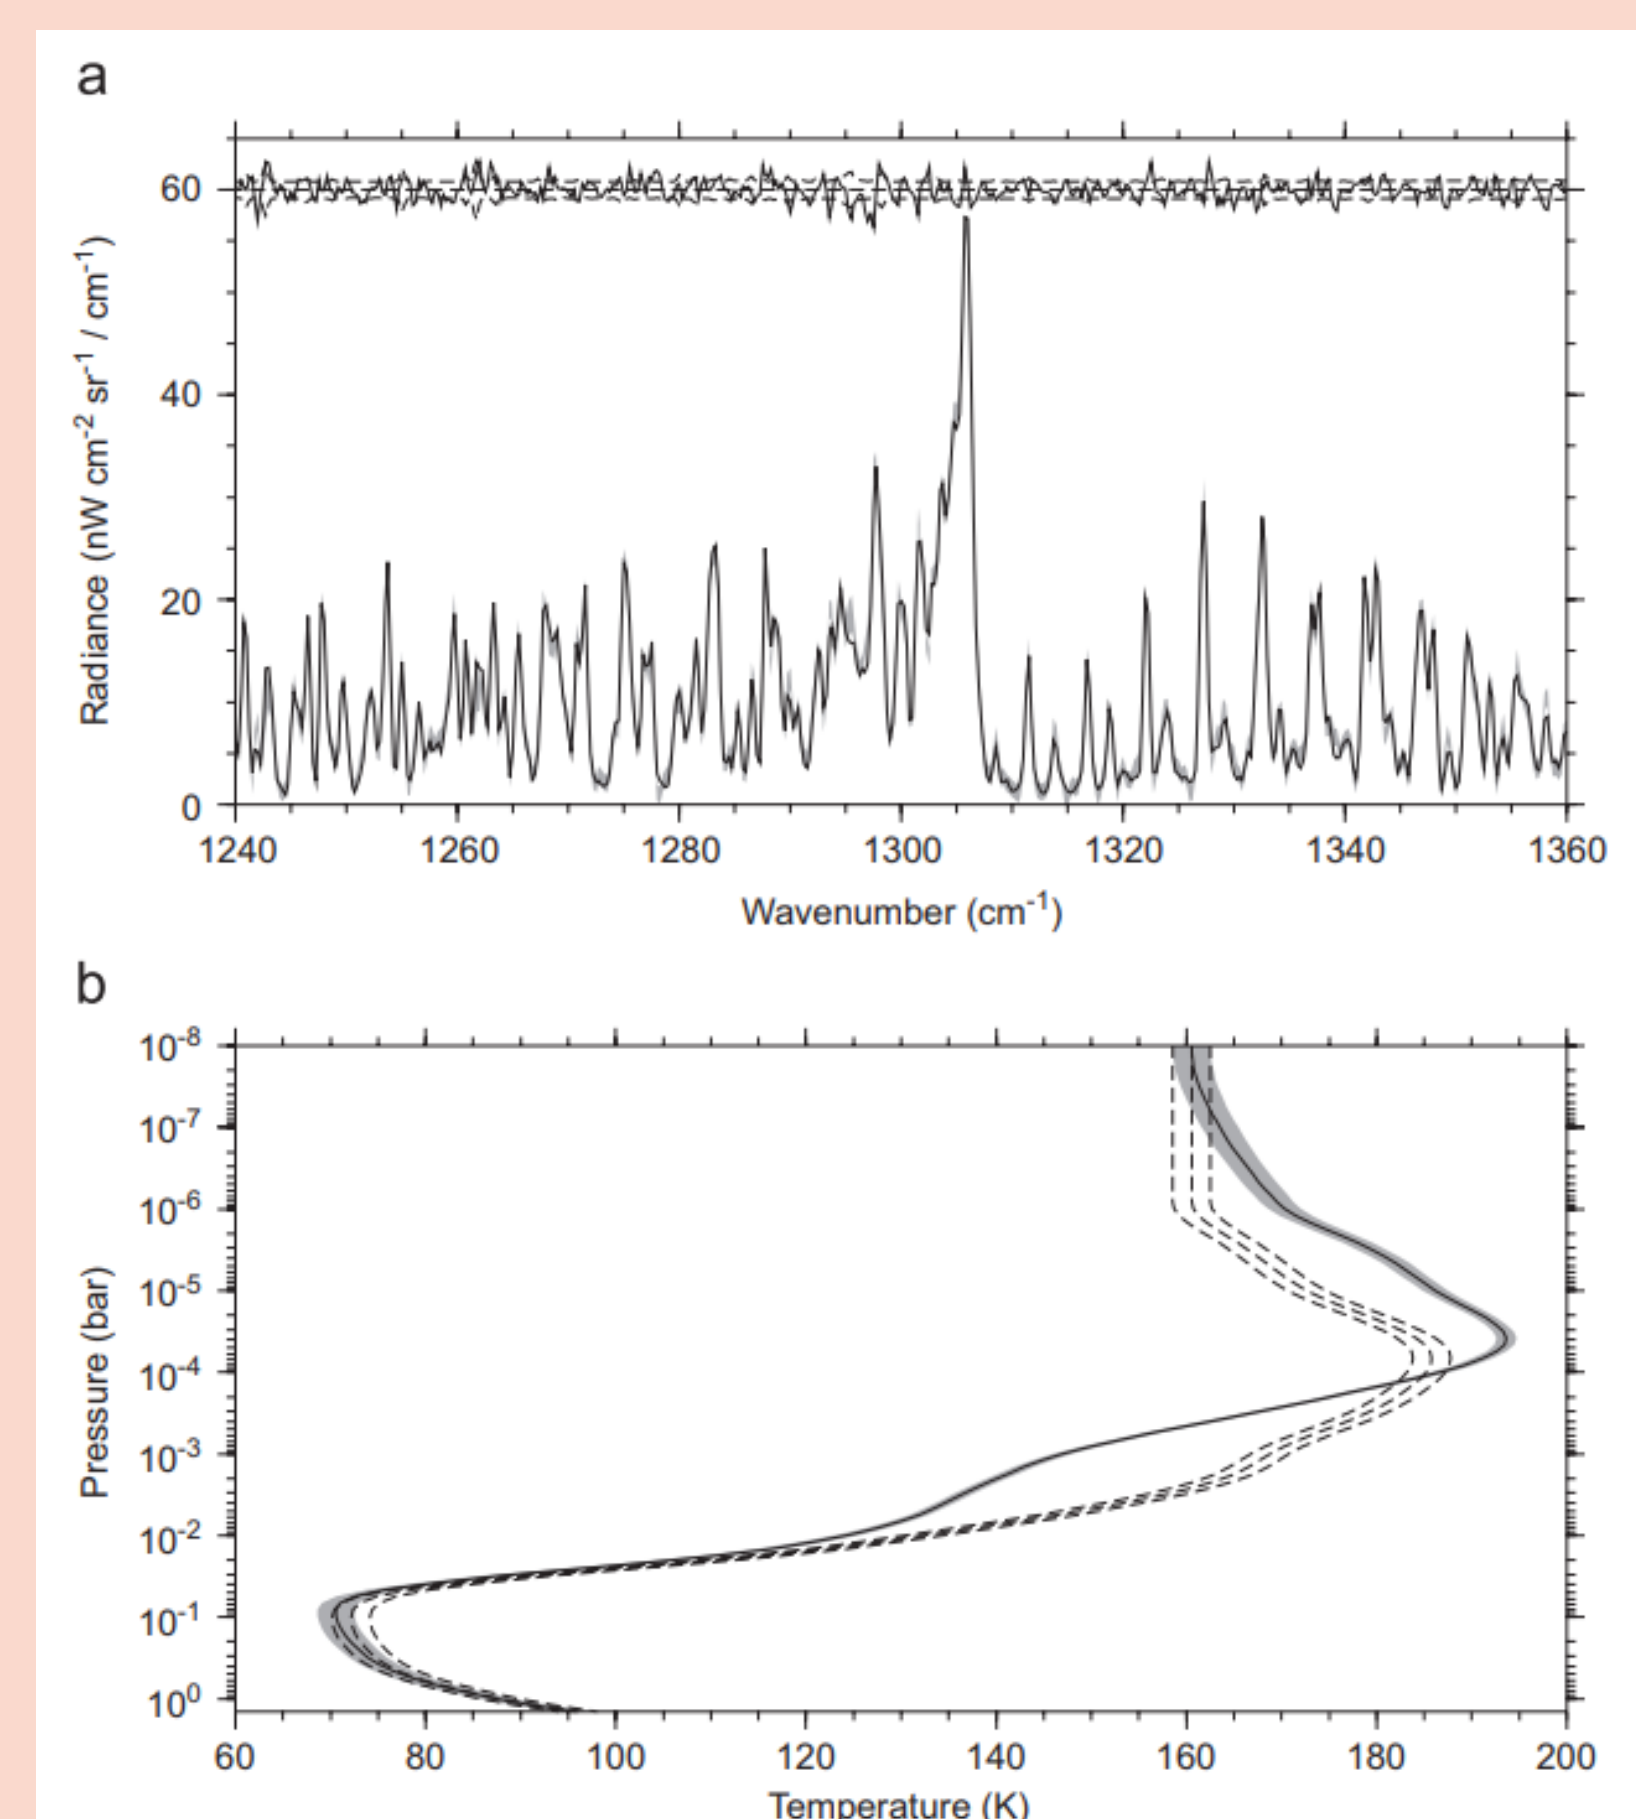 a
Radiance (nW cm⁻² sr⁻¹ / cm⁻¹)
60
40
20
0
1240 1260 1280 1300 1320 1340 1360
Wavenumber (cm⁻¹)
b
Pressure (bar)
10⁻⁸
10⁻⁷
10⁻⁶
10⁻⁵
10⁻⁴
10⁻³
10⁻²
10⁻¹
10⁰
60 80 100 120 140 160 180 200
Temperature (K)